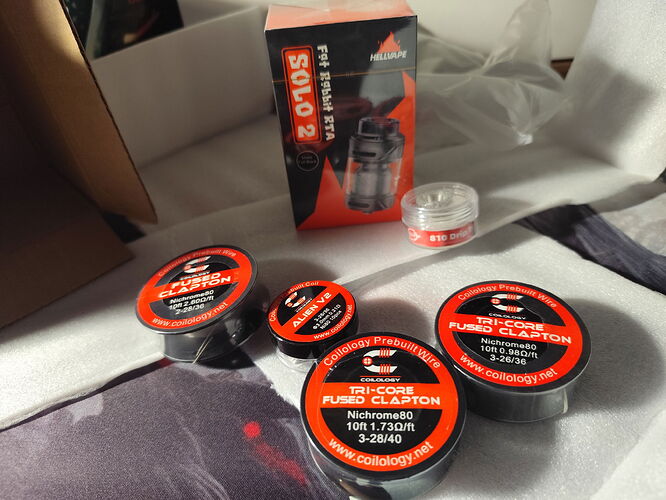 HELLVAPE
Fat Rabbit RTA
SOLO 2
810 Drip T
Coilology Prebuilt Wire
COILOLOGY
FUSED
CLAPTON
Nichrome80
10ft 2.60Ω/ft
2-28/36
www.coilology.net
Prebuilt Coil
ALIEN V2
Coilology Prebuilt Wire
COILOLOGY
TRI-CORE
FUSED CLAPTON
Nichrome80
10ft 0.98Ω/ft
3-26/36
www.coilology.net
Coilology Prebuilt Wire
COILOLOGY
TRI-CORE
FUSED CLAPTON
Nichrome80
10ft 1.73Ω/ft
3-28/40
www.coilology.net